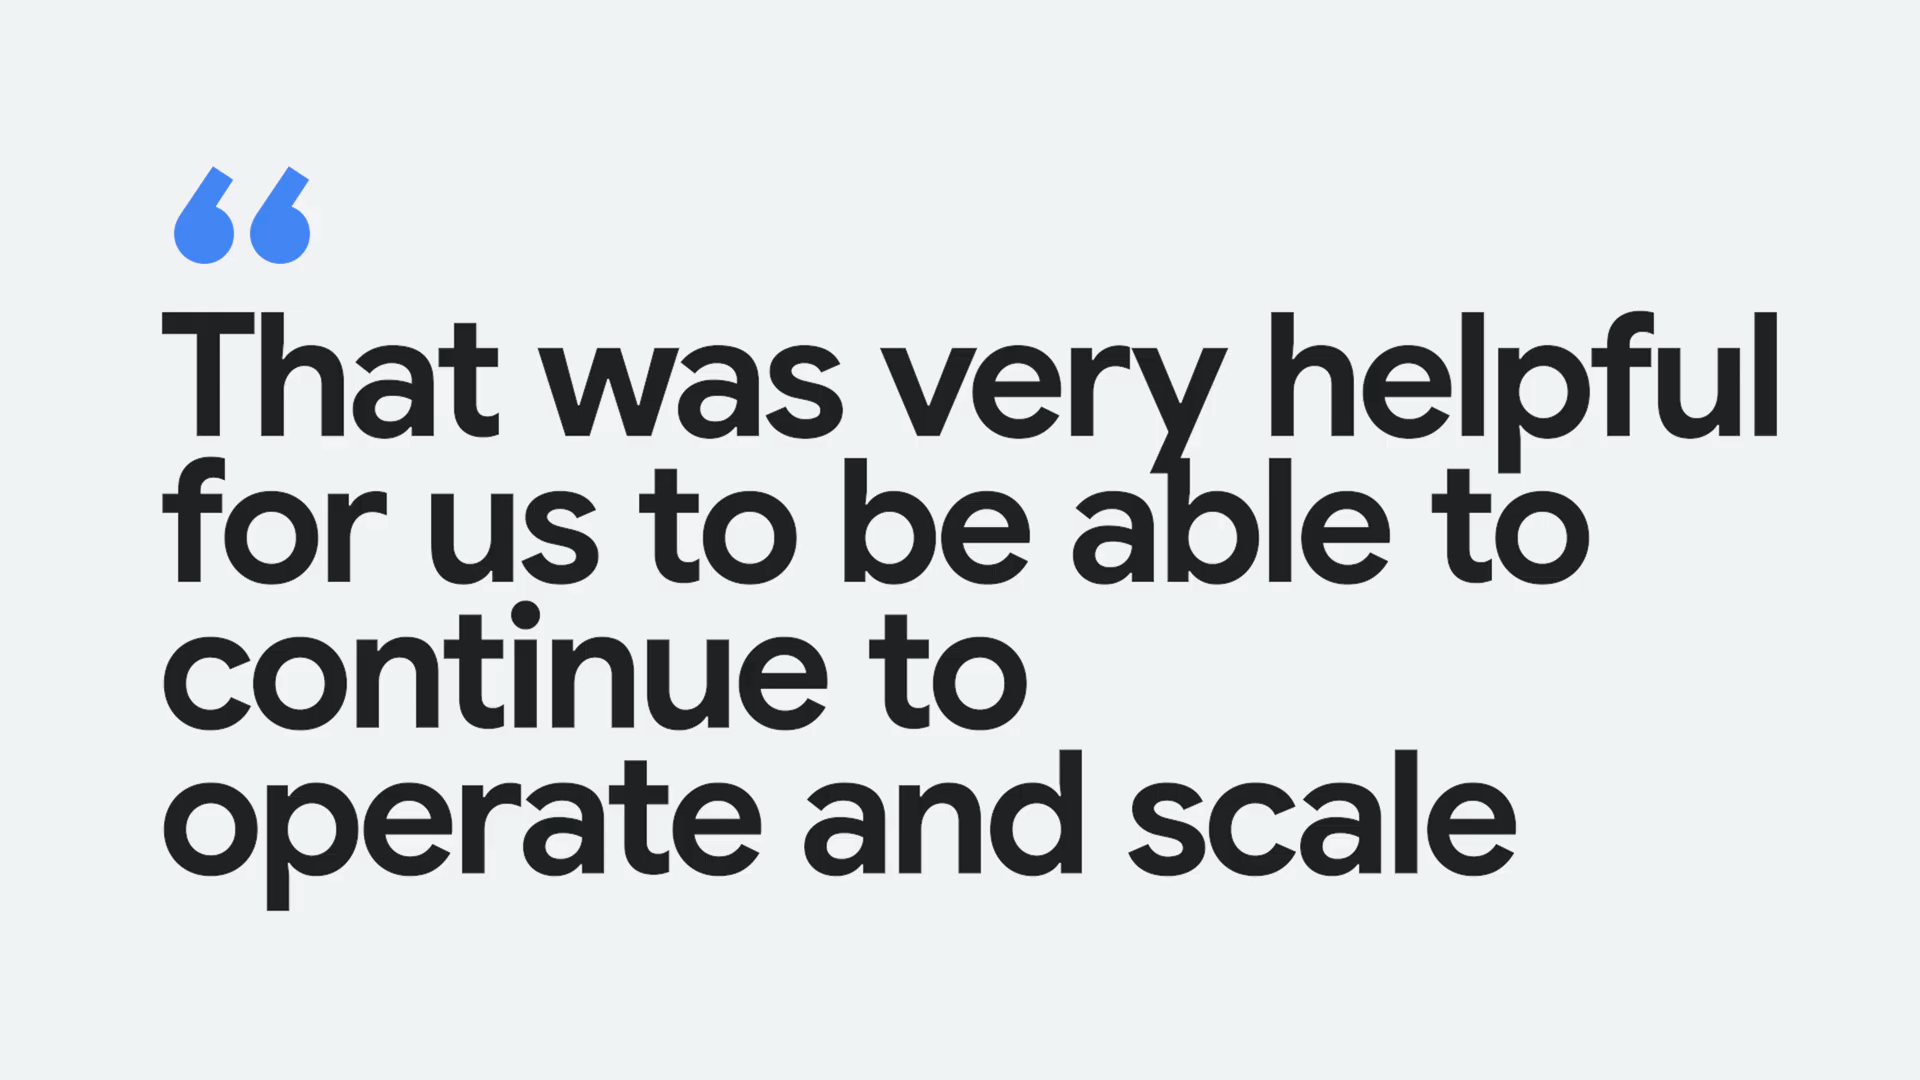 “
That was very helpful
for us to be able to
continue to
operate and scale